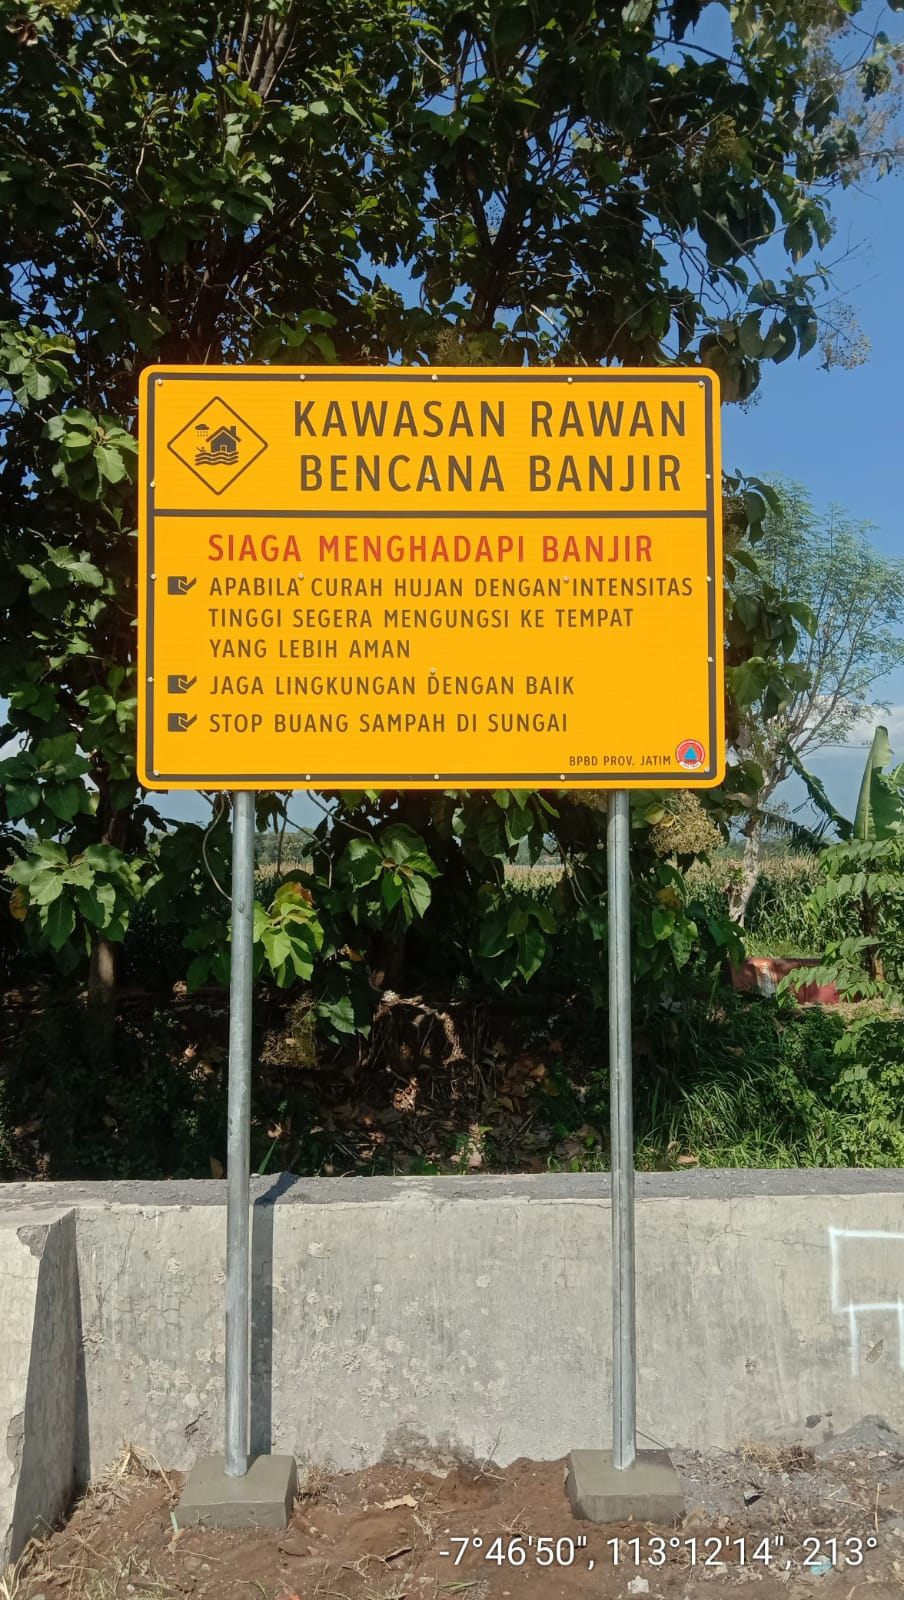 KAWASAN RAWAN
BENCANA BANJIR
SIAGA MENGHADAPI BANJIR
APABILA CURAH HUJAN DENGAN INTENSITAS
TINGGI SEGERA MENGUNGSI KE TEMPAT
YANG LEBIH AMAN
JAGA LINGKUNGAN DENGAN BAIK
STOP BUANG SAMPAH DI SUNGAI
BPBD PROV. JATIM
-7°46'50", 113°12'14", 213°